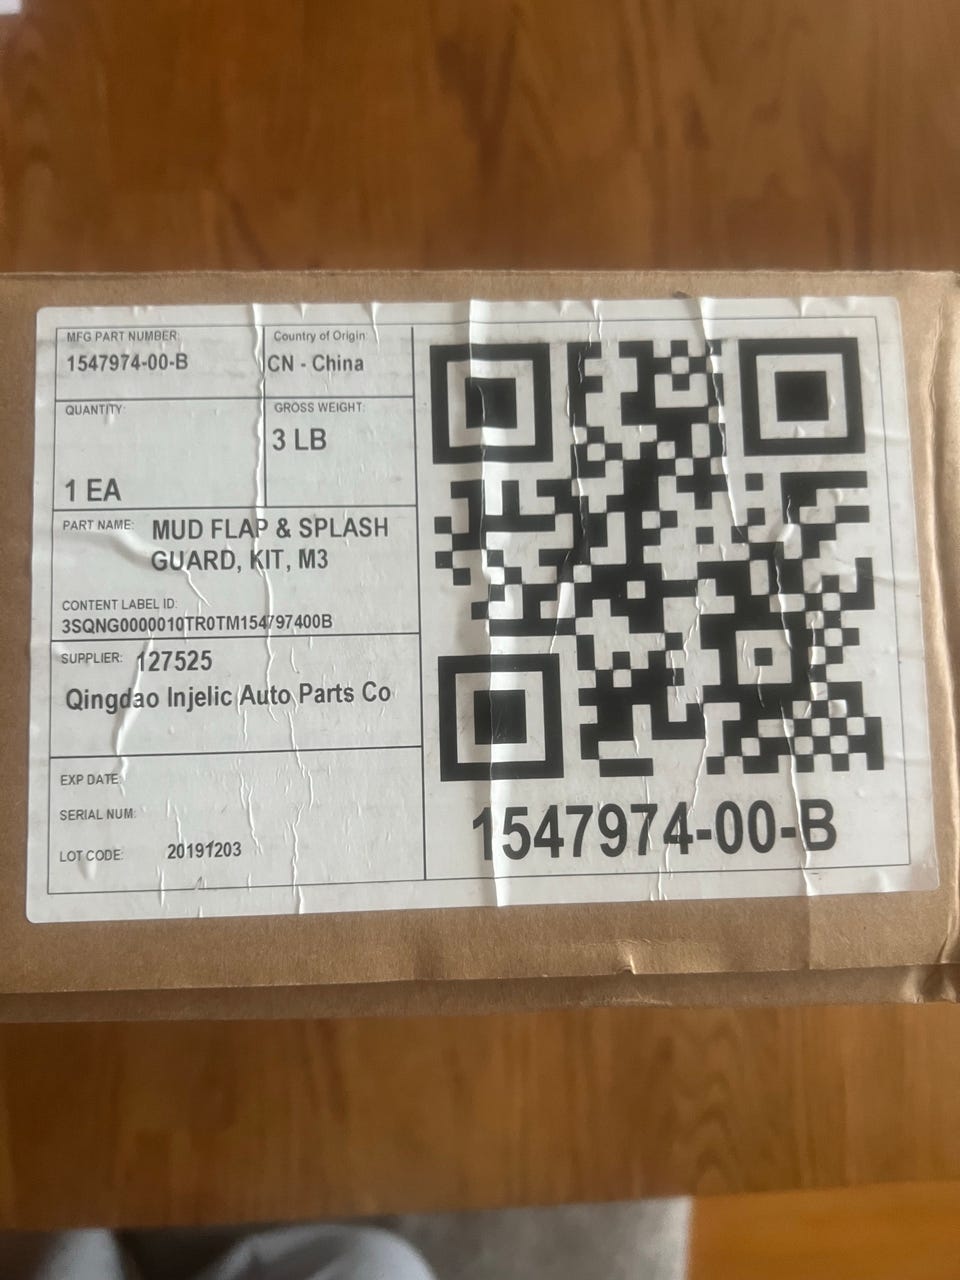 MFG PART NUMBER:
1547974-00-B
Country of Origin:
CN - China
QUANTITY:
1 EA
GROSS WEIGHT:
3 LB
PART NAME: MUD FLAP & SPLASH
GUARD, KIT, M3
CONTENT LABEL ID:
3SQNG0000010TR0TM154797400B
SUPPLIER: 127525
Qingdao Injelic Auto Parts Co
EXP DATE:
SERIAL NUM:
LOT CODE: 20191203
1547974-00-B